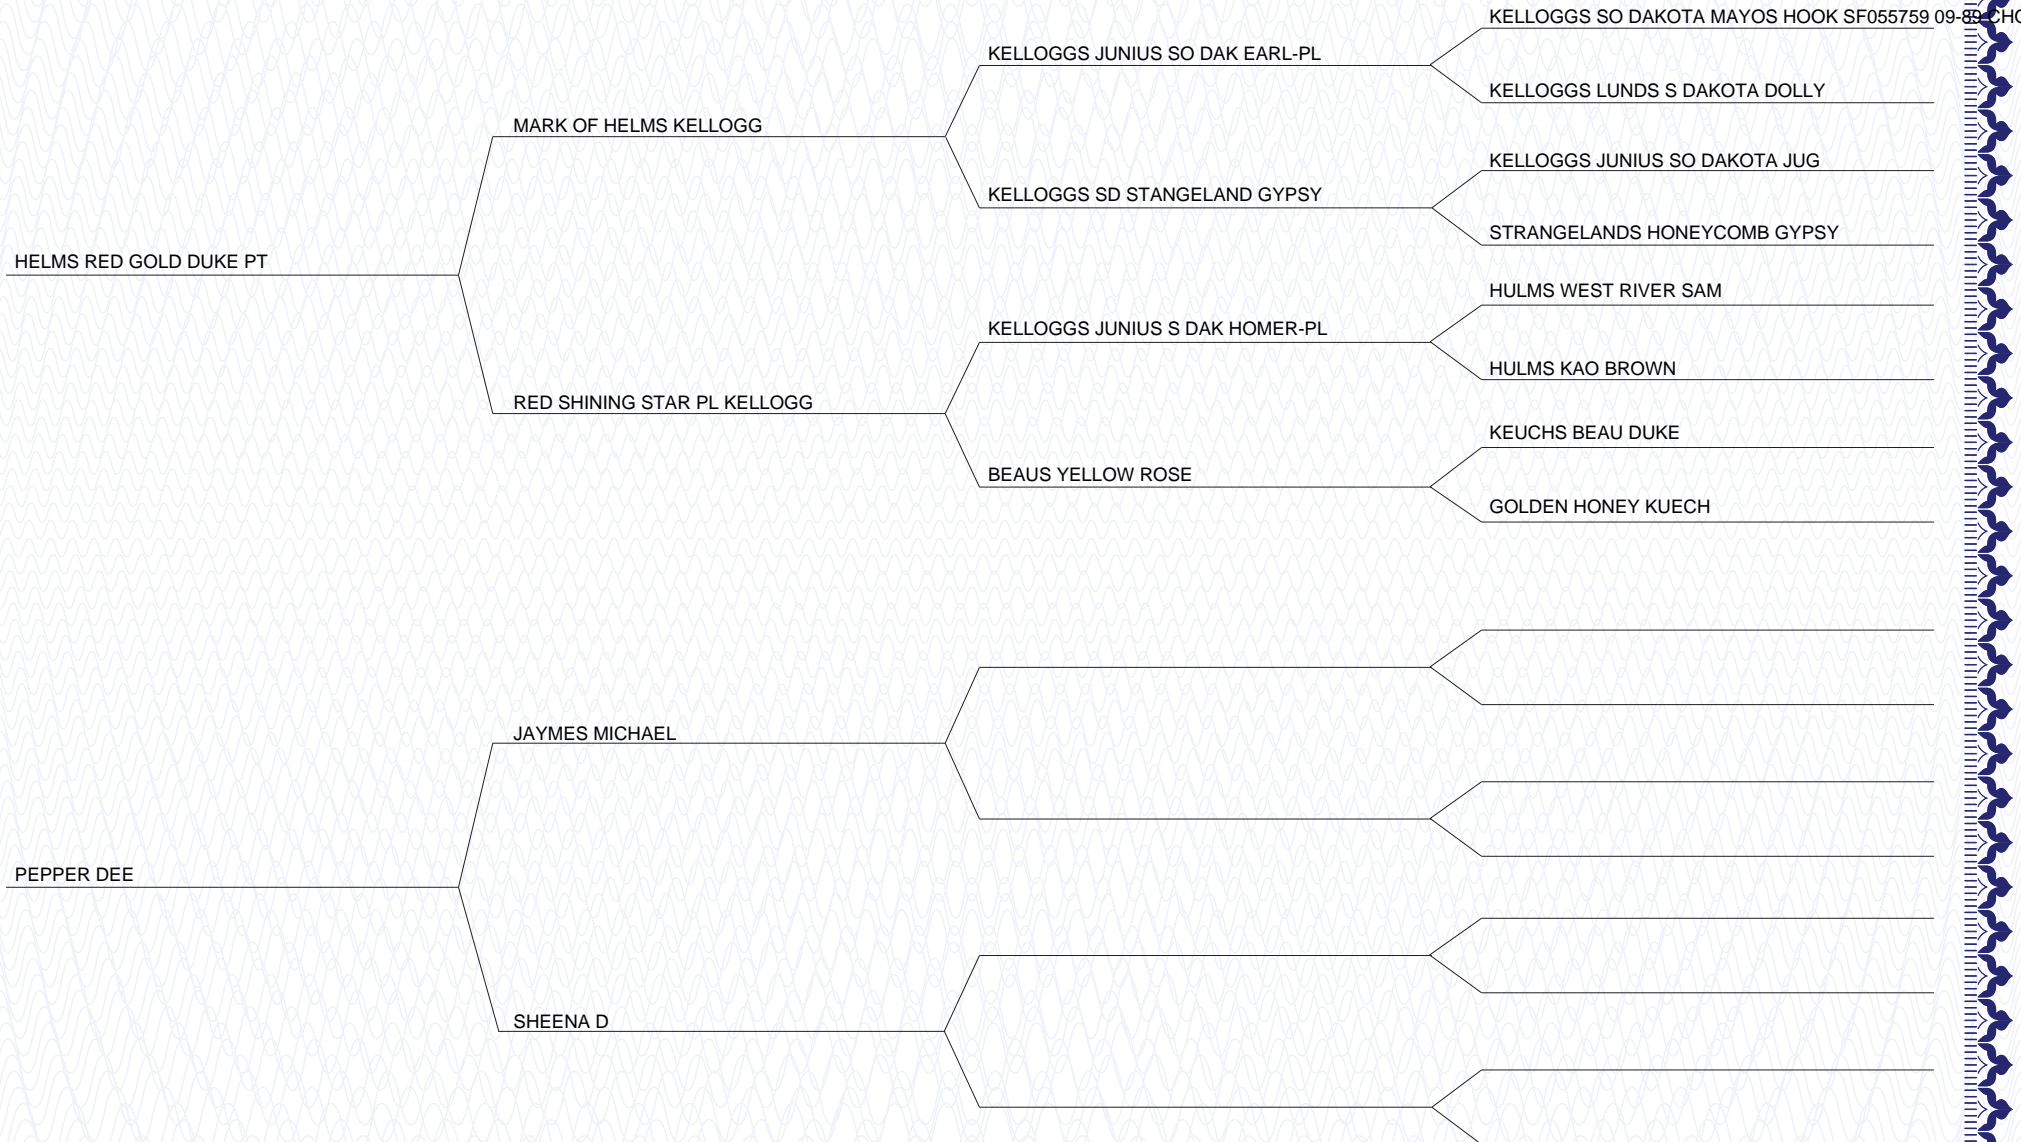 KELLOGGS SO DAKOTA MAYOS HOOK SF055759 09-89
KELLOGGS JUNIUS SO DAK EARL-PL
KELLOGGS LUNDS S DAKOTA DOLLY
MARK OF HELMS KELLOGG
KELLOGGS JUNIUS SO DAKOTA JUG
KELLOGGS SD STANGELAND GYPSY
STRANGELANDS HONEYCOMB GYPSY
HELMS RED GOLD DUKE PT
HULMS WEST RIVER SAM
KELLOGGS JUNIUS S DAK HOMER-PL
HULMS KAO BROWN
RED SHINING STAR PL KELLOGG
KEUCHS BEAU DUKE
BEAUS YELLOW ROSE
GOLDEN HONEY KUECH
JAYMES MICHAEL
PEPPER DEE
SHEENA D